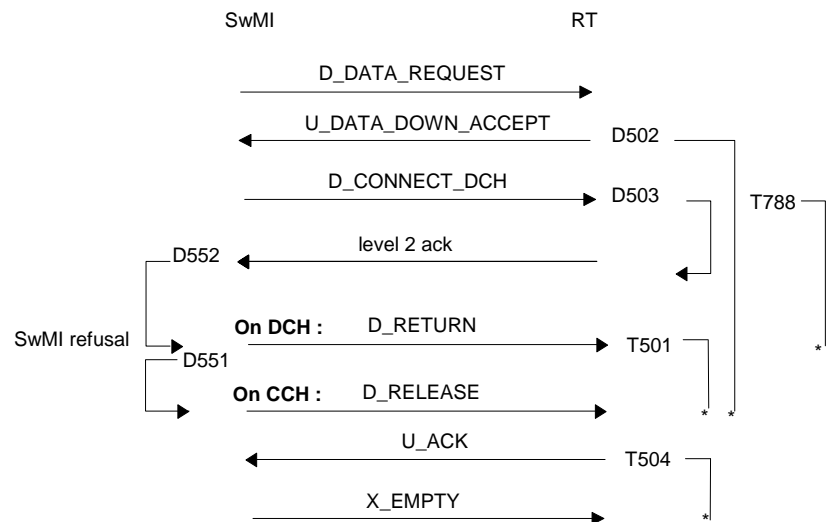 SwMI RT
D_DATA_REQUEST
U_DATA_DOWN_ACCEPT D502
D_CONNECT_DCH D503 T788
D552 level 2 ack
SwMI refusal On DCH : D_RETURN T501
*
D551
On CCH : D_RELEASE * *
U_ACK T504
X_EMPTY *